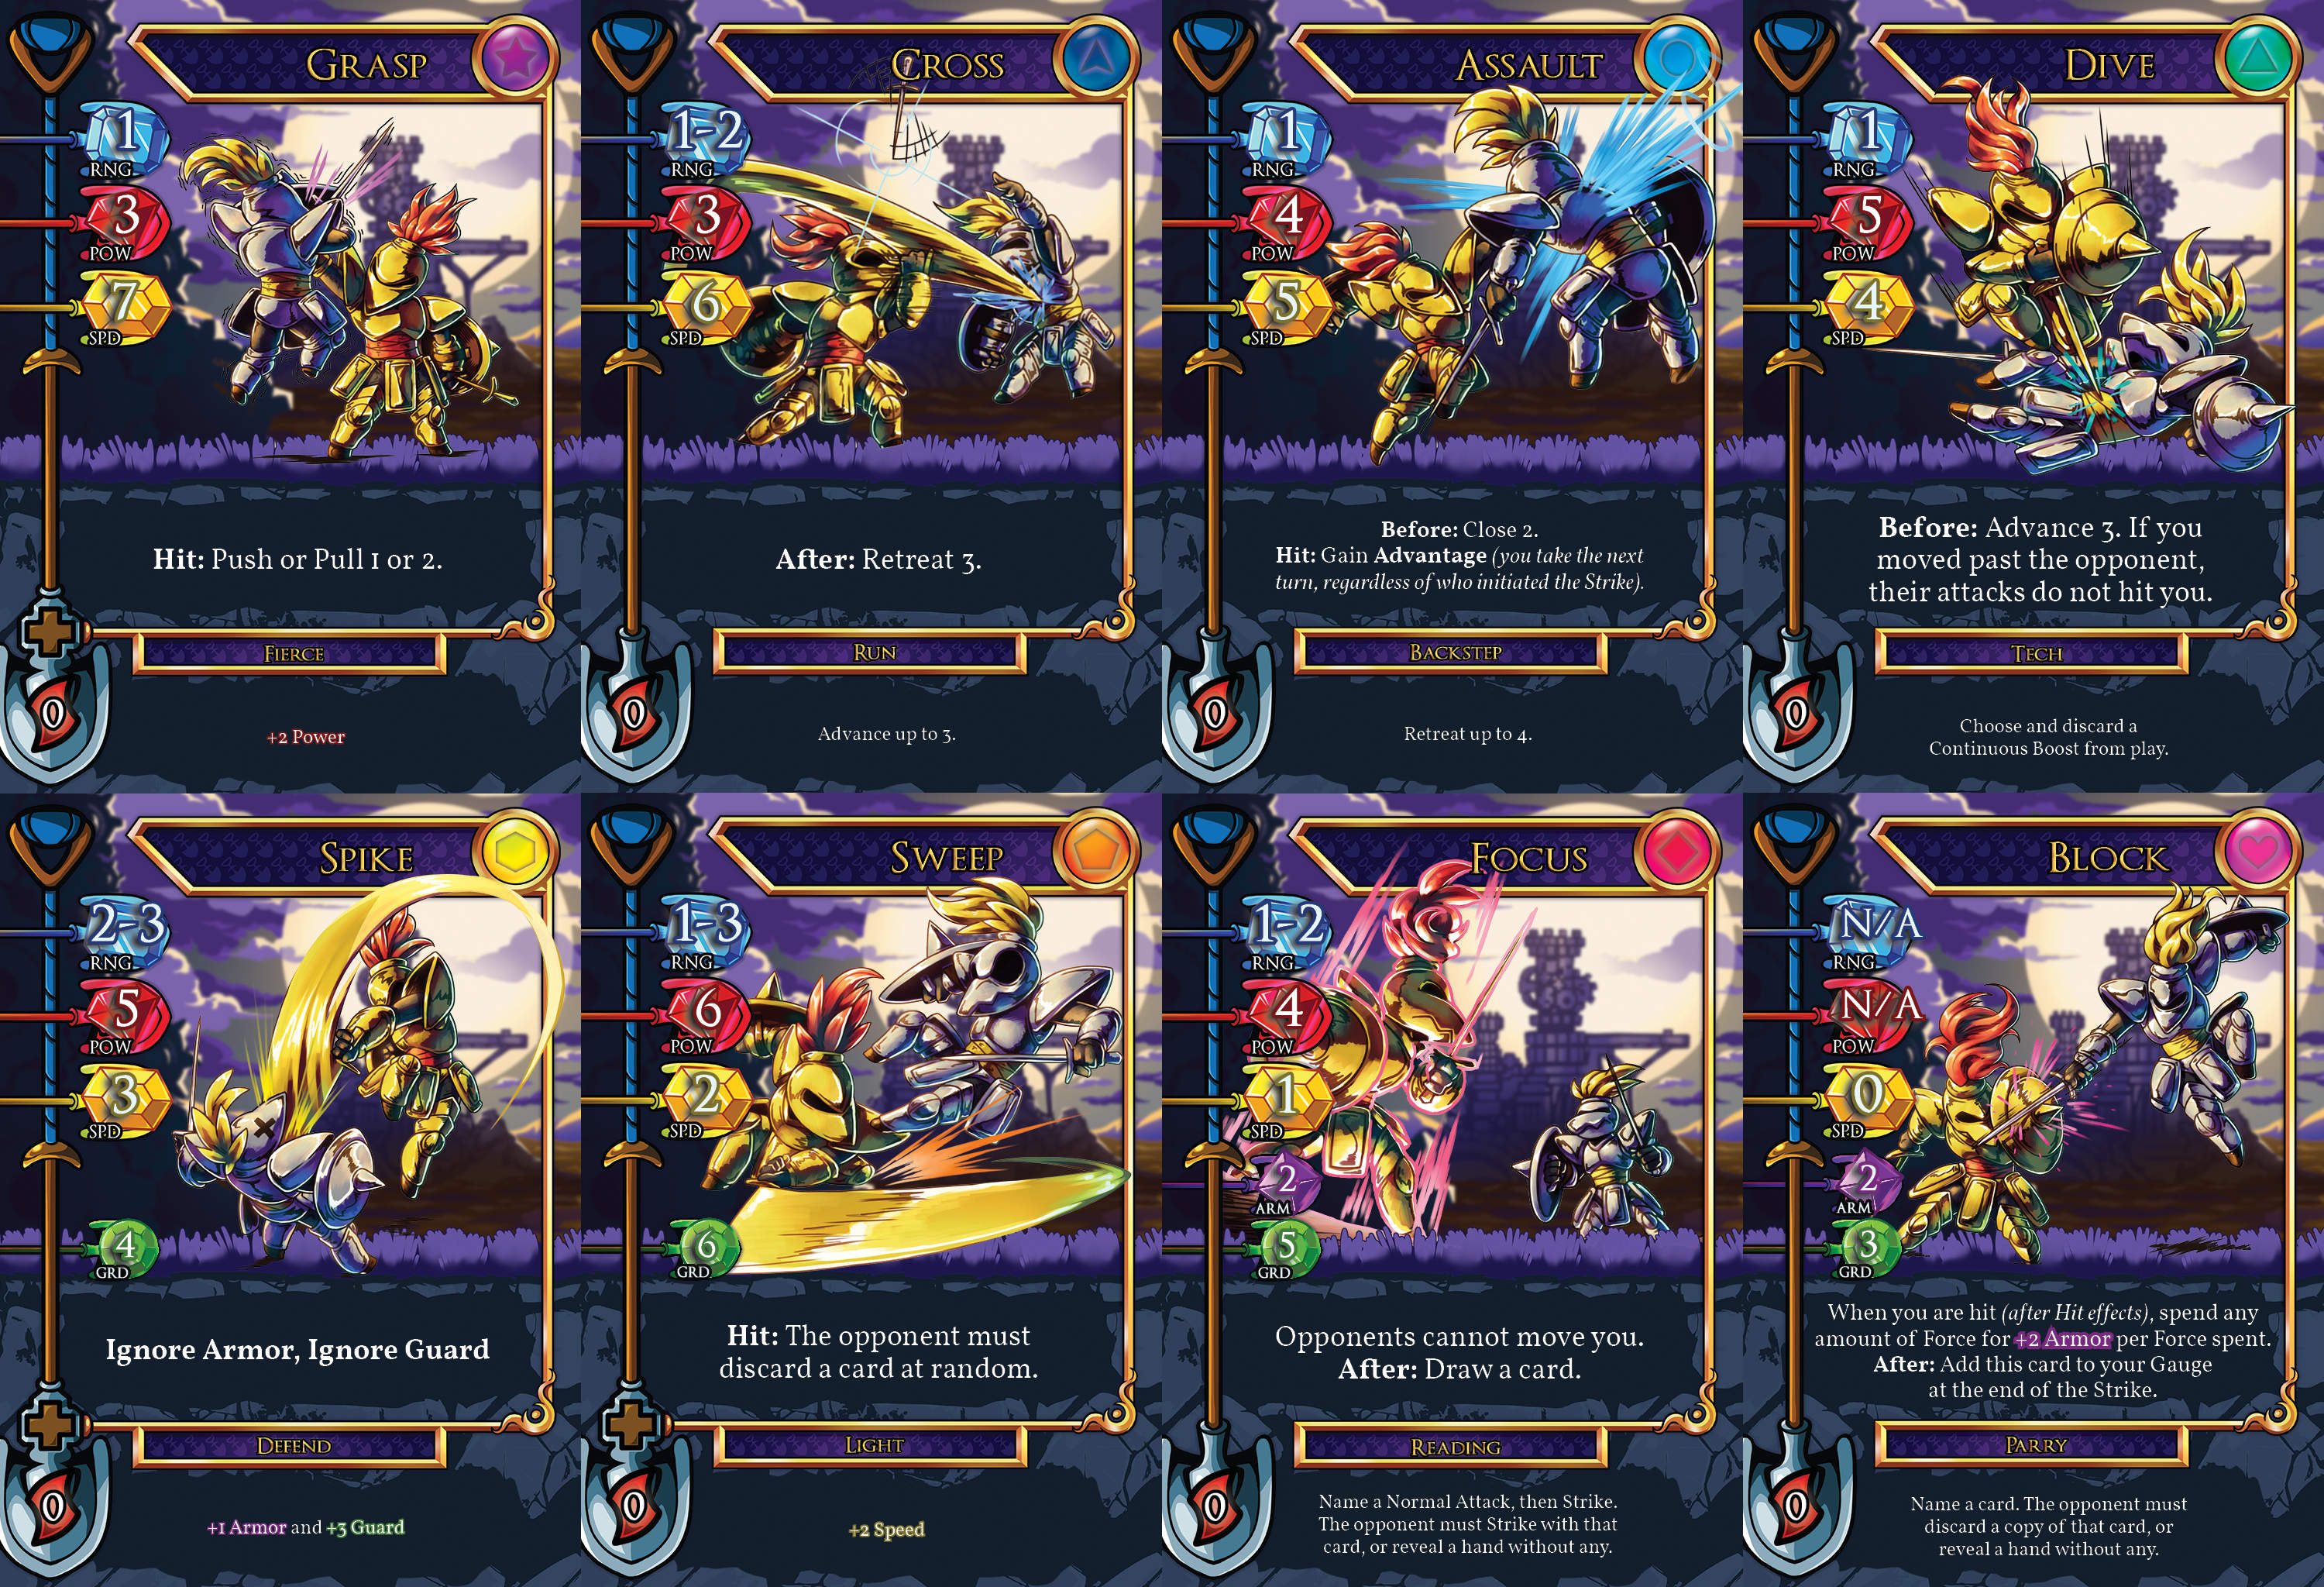 GRASP
1
RNG
3
POW
7
SPD
Hit: Push or Pull 1 or 2.
FIERCE
0
+2 Power
CROSS
1-2
RNG
3
POW
6
SPD
After: Retreat 3.
RUN
0
Advance up to 3.
ASSAULT
1
RNG
4
POW
5
SPD
Before: Close 2.
Hit: Gain Advantage (you take the next
turn, regardless of who initiated the Strike).
BACKSTEP
0
Retreat up to 4.
DIVE
1
RNG
5
POW
4
SPD
Before: Advance 3. If you
moved past the opponent,
their attacks do not hit you.
TECH
0
Choose and discard a
Continuous Boost from play.
SPIKE
2-3
RNG
5
POW
3
SPD
4
GRD
Ignore Armor, Ignore Guard
DEFEND
0
+1 Armor and +3 Guard
SWEEP
1-3
RNG
6
POW
2
SPD
6
GRD
Hit: The opponent must
discard a card at random.
LIGHT
0
+2 Speed
FOCUS
1-2
RNG
4
POW
1
SPD
2
ARM
5
GRD
Opponents cannot move you.
After: Draw a card.
READING
0
Name a Normal Attack, then Strike.
The opponent must Strike with that
card, or reveal a hand without any.
BLOCK
N/A
RNG
N/A
POW
0
SPD
2
ARM
3
GRD
When you are hit (after Hit effects), spend any
amount of Force for +2 Armor per Force spent.
After: Add this card to your Gauge
at the end of the Strike.
PARRY
0
Name a card. The opponent must
discard a copy of that card, or
reveal a hand without any.